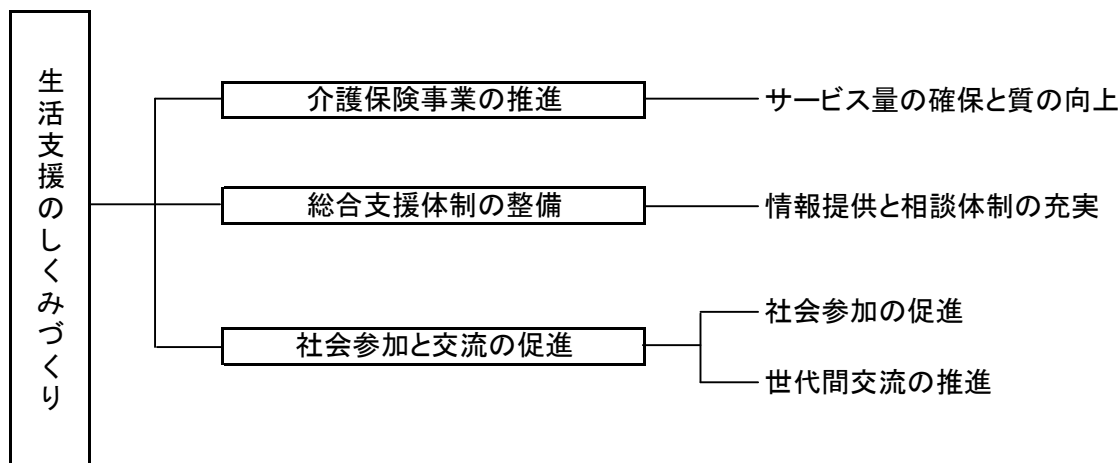 生活支援のしくみづくり
介護保険事業の推進
サービス量の確保と質の向上
総合支援体制の整備
情報提供と相談体制の充実
社会参加と交流の促進
社会参加の促進
世代間交流の推進